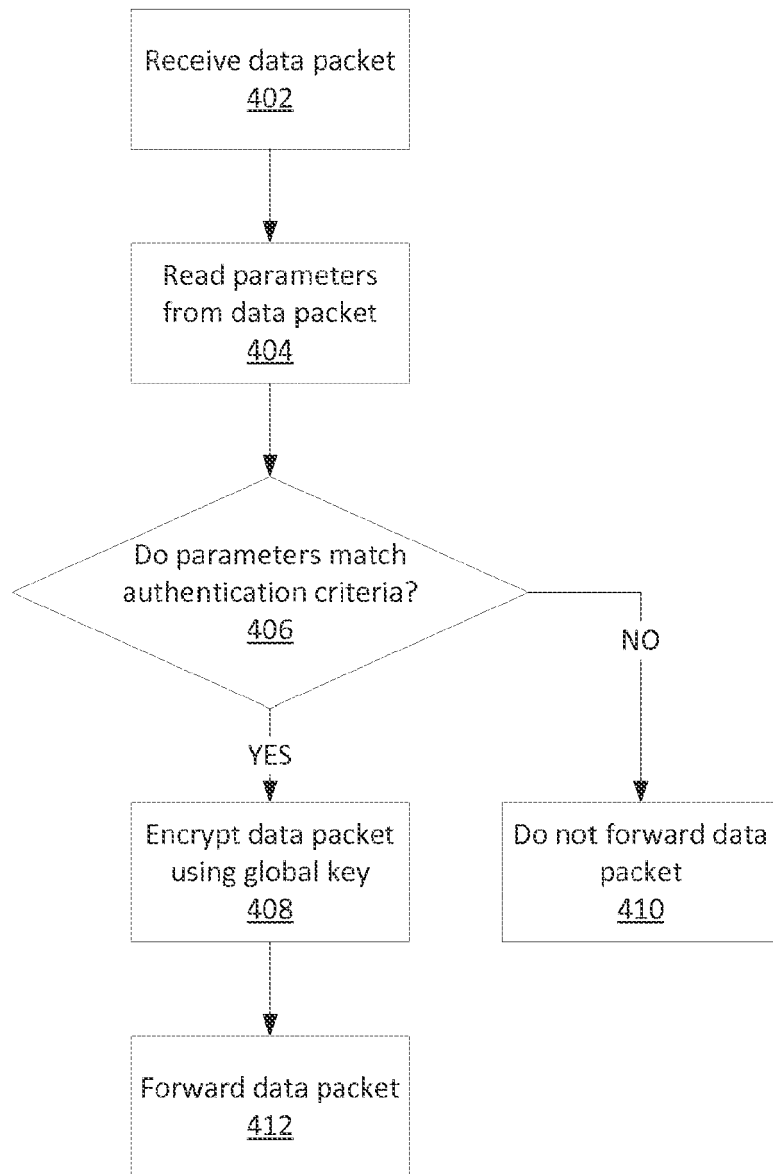 Receive data packet
402
Read parameters
from data packet
404
Do parameters match
authentication criteria?
406
NO
YES
Encrypt data packet
using global key
408
Do not forward data
packet
410
Forward data packet
412